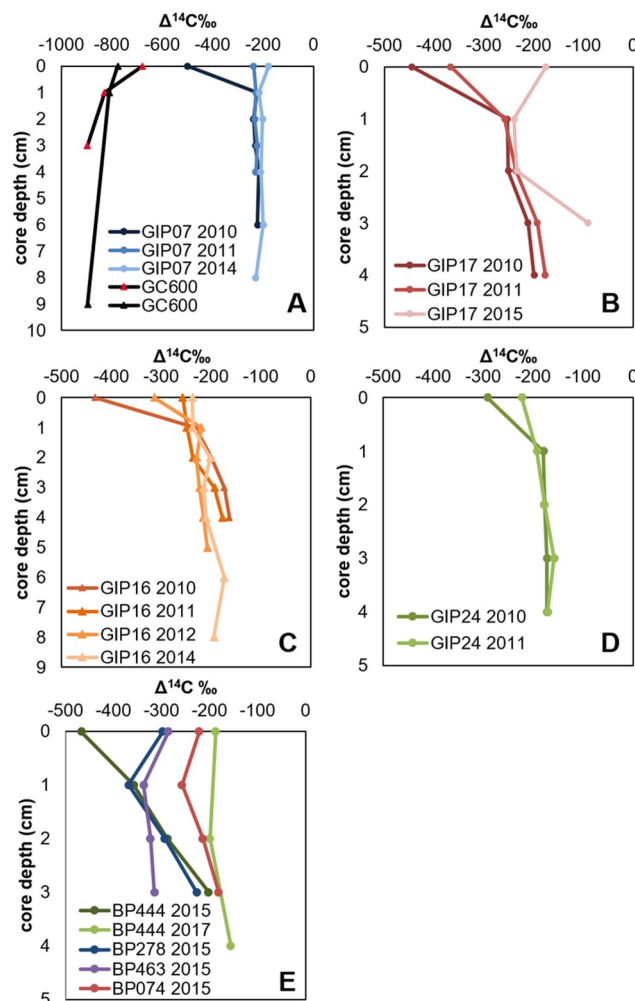 Δ¹⁴C‰
-1000 -800 -600 -400 -200 0
0
1
2
3
4
5
6
7
8
9
10
core depth (cm)
GIP07 2010
GIP07 2011
GIP07 2014
GC600
GC600
A
Δ¹⁴C‰
-500 -400 -300 -200 -100 0
0
1
2
3
4
5
core depth (cm)
GIP17 2010
GIP17 2011
GIP17 2015
B
Δ¹⁴C‰
-500 -400 -300 -200 -100 0
0
1
2
3
4
5
6
7
8
9
core depth (cm)
GIP16 2010
GIP16 2011
GIP16 2012
GIP16 2014
C
Δ¹⁴C‰
-500 -400 -300 -200 -100 0
0
1
2
3
4
5
core depth (cm)
GIP24 2010
GIP24 2011
D
Δ¹⁴C ‰
-500 -400 -300 -200 -100 0
0
1
2
3
4
5
core depth (cm)
BP444 2015
BP444 2017
BP278 2015
BP463 2015
BP074 2015
E